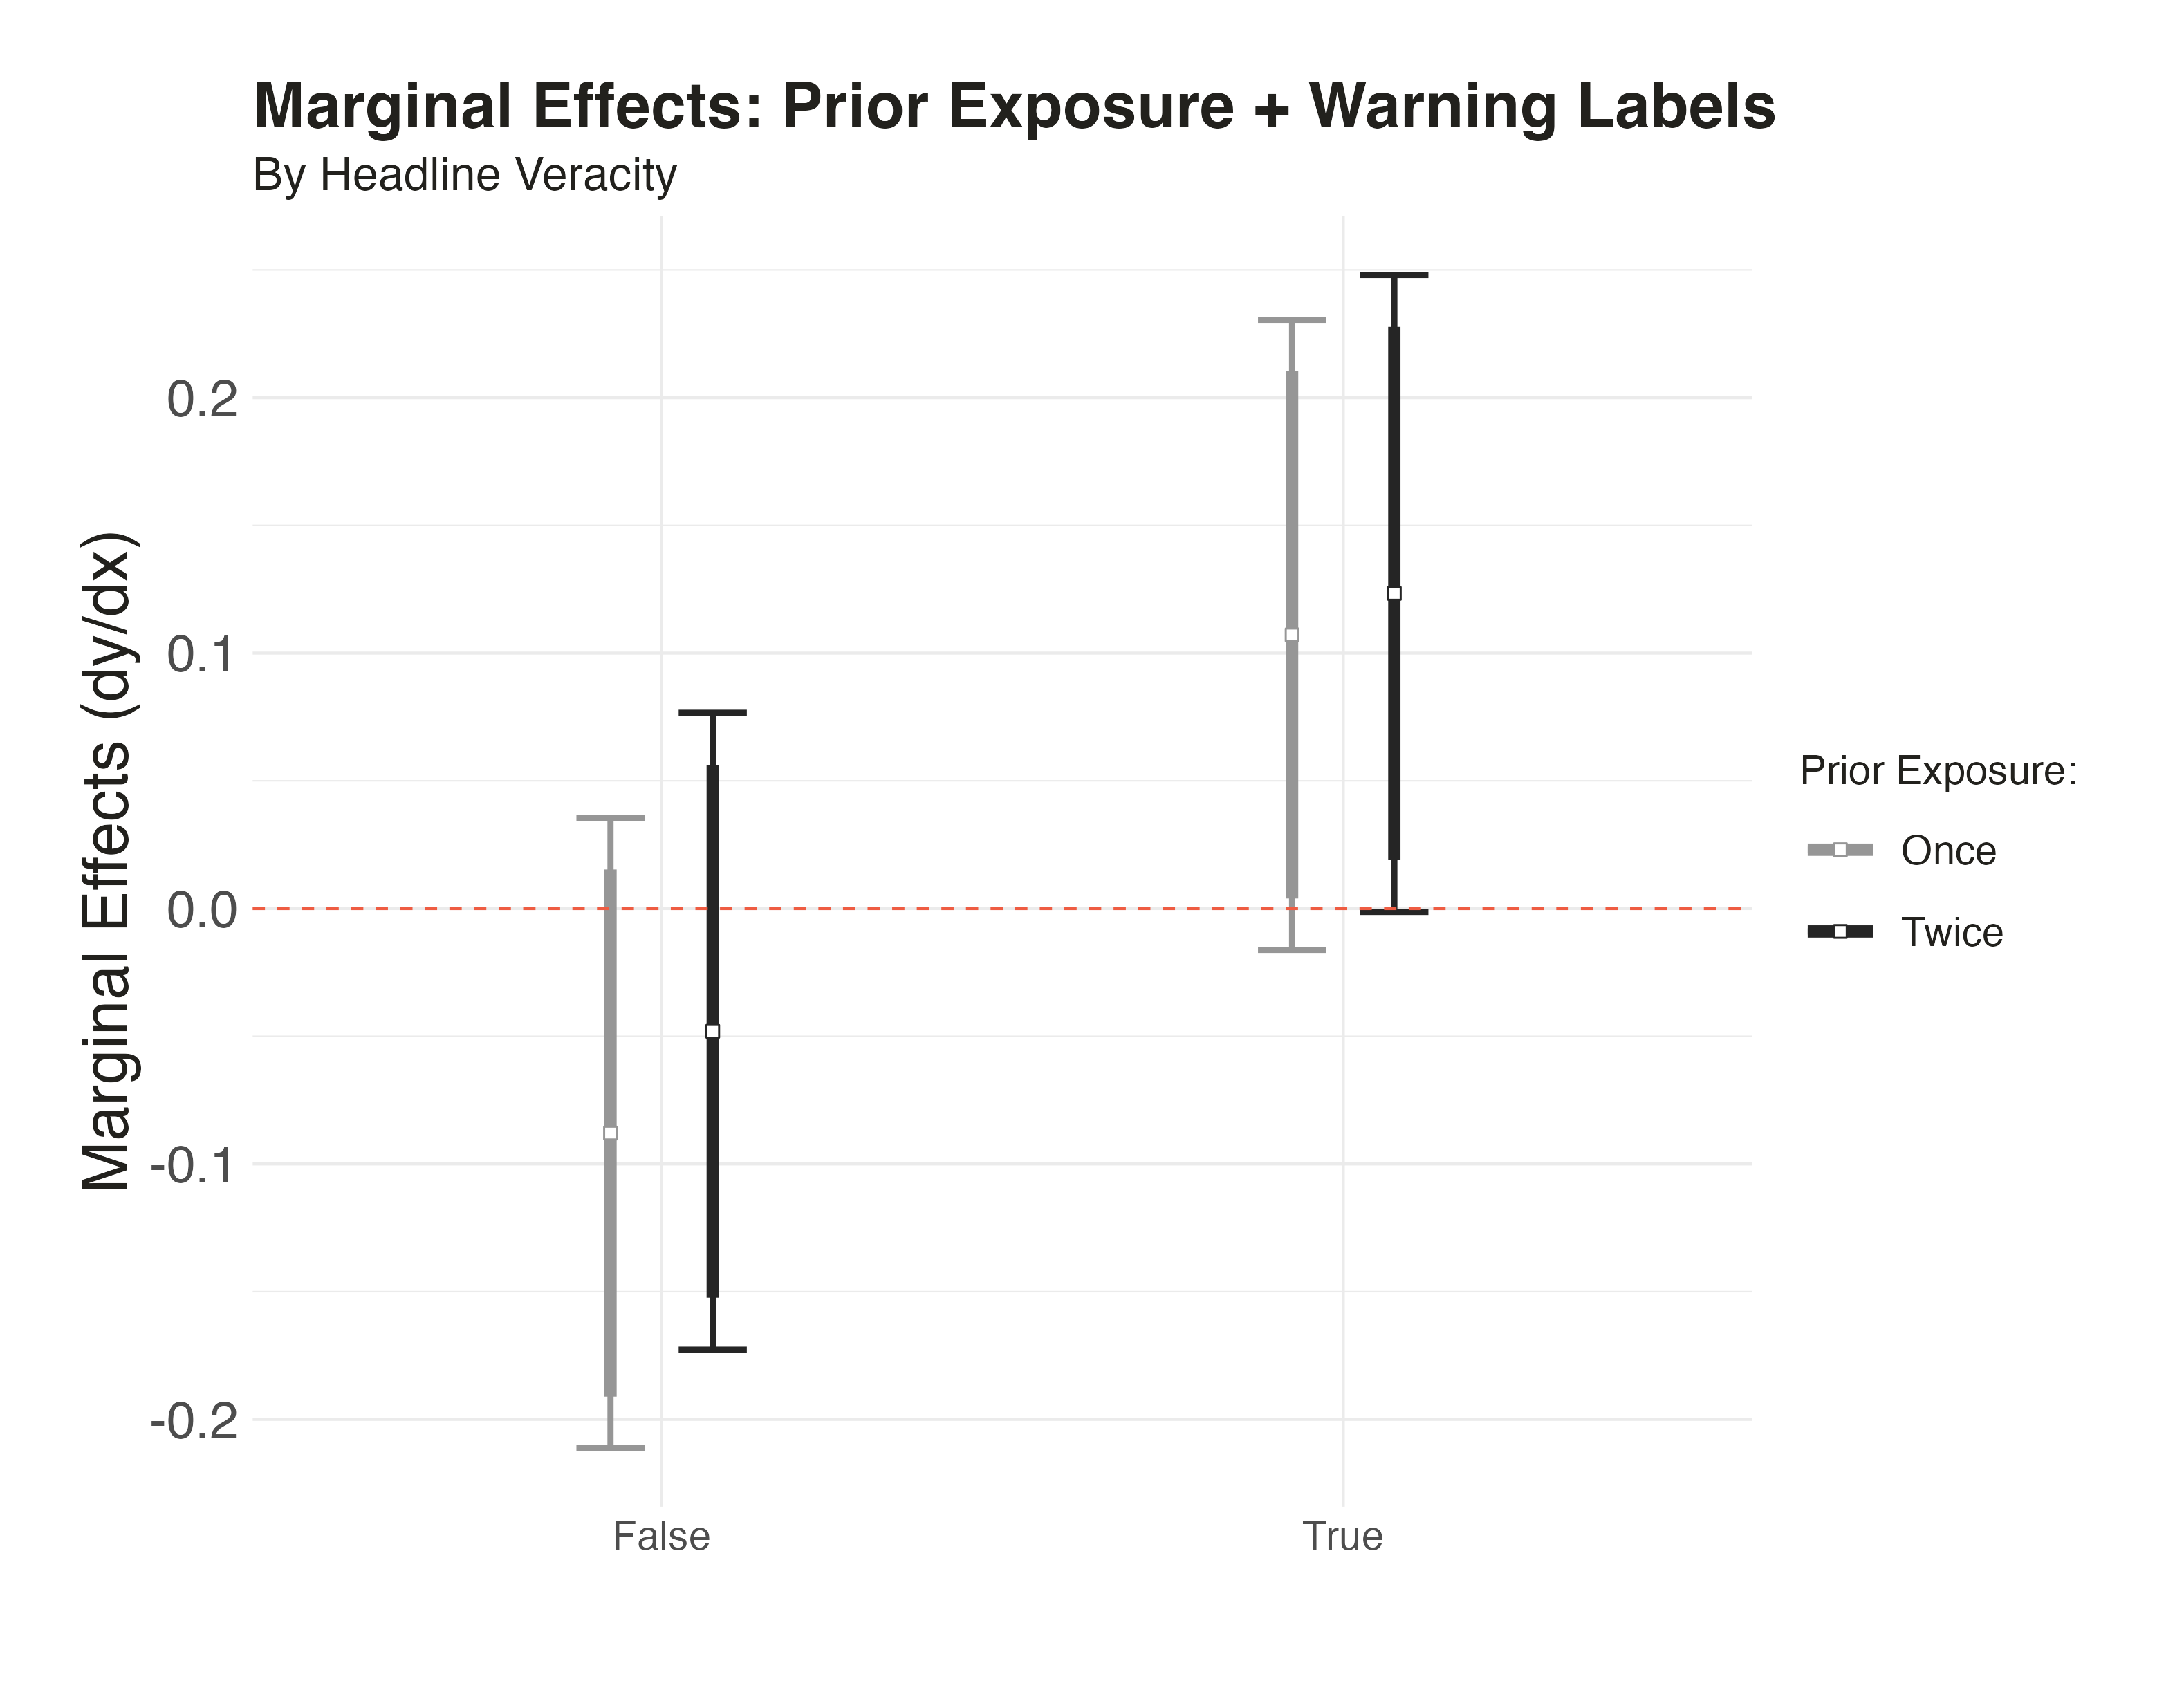 Marginal Effects: Prior Exposure + Warning Labels
By Headline Veracity
Marginal Effects (dy/dx)
0.2
0.1
0.0
-0.1
-0.2
False
True
Prior Exposure:
Once
Twice